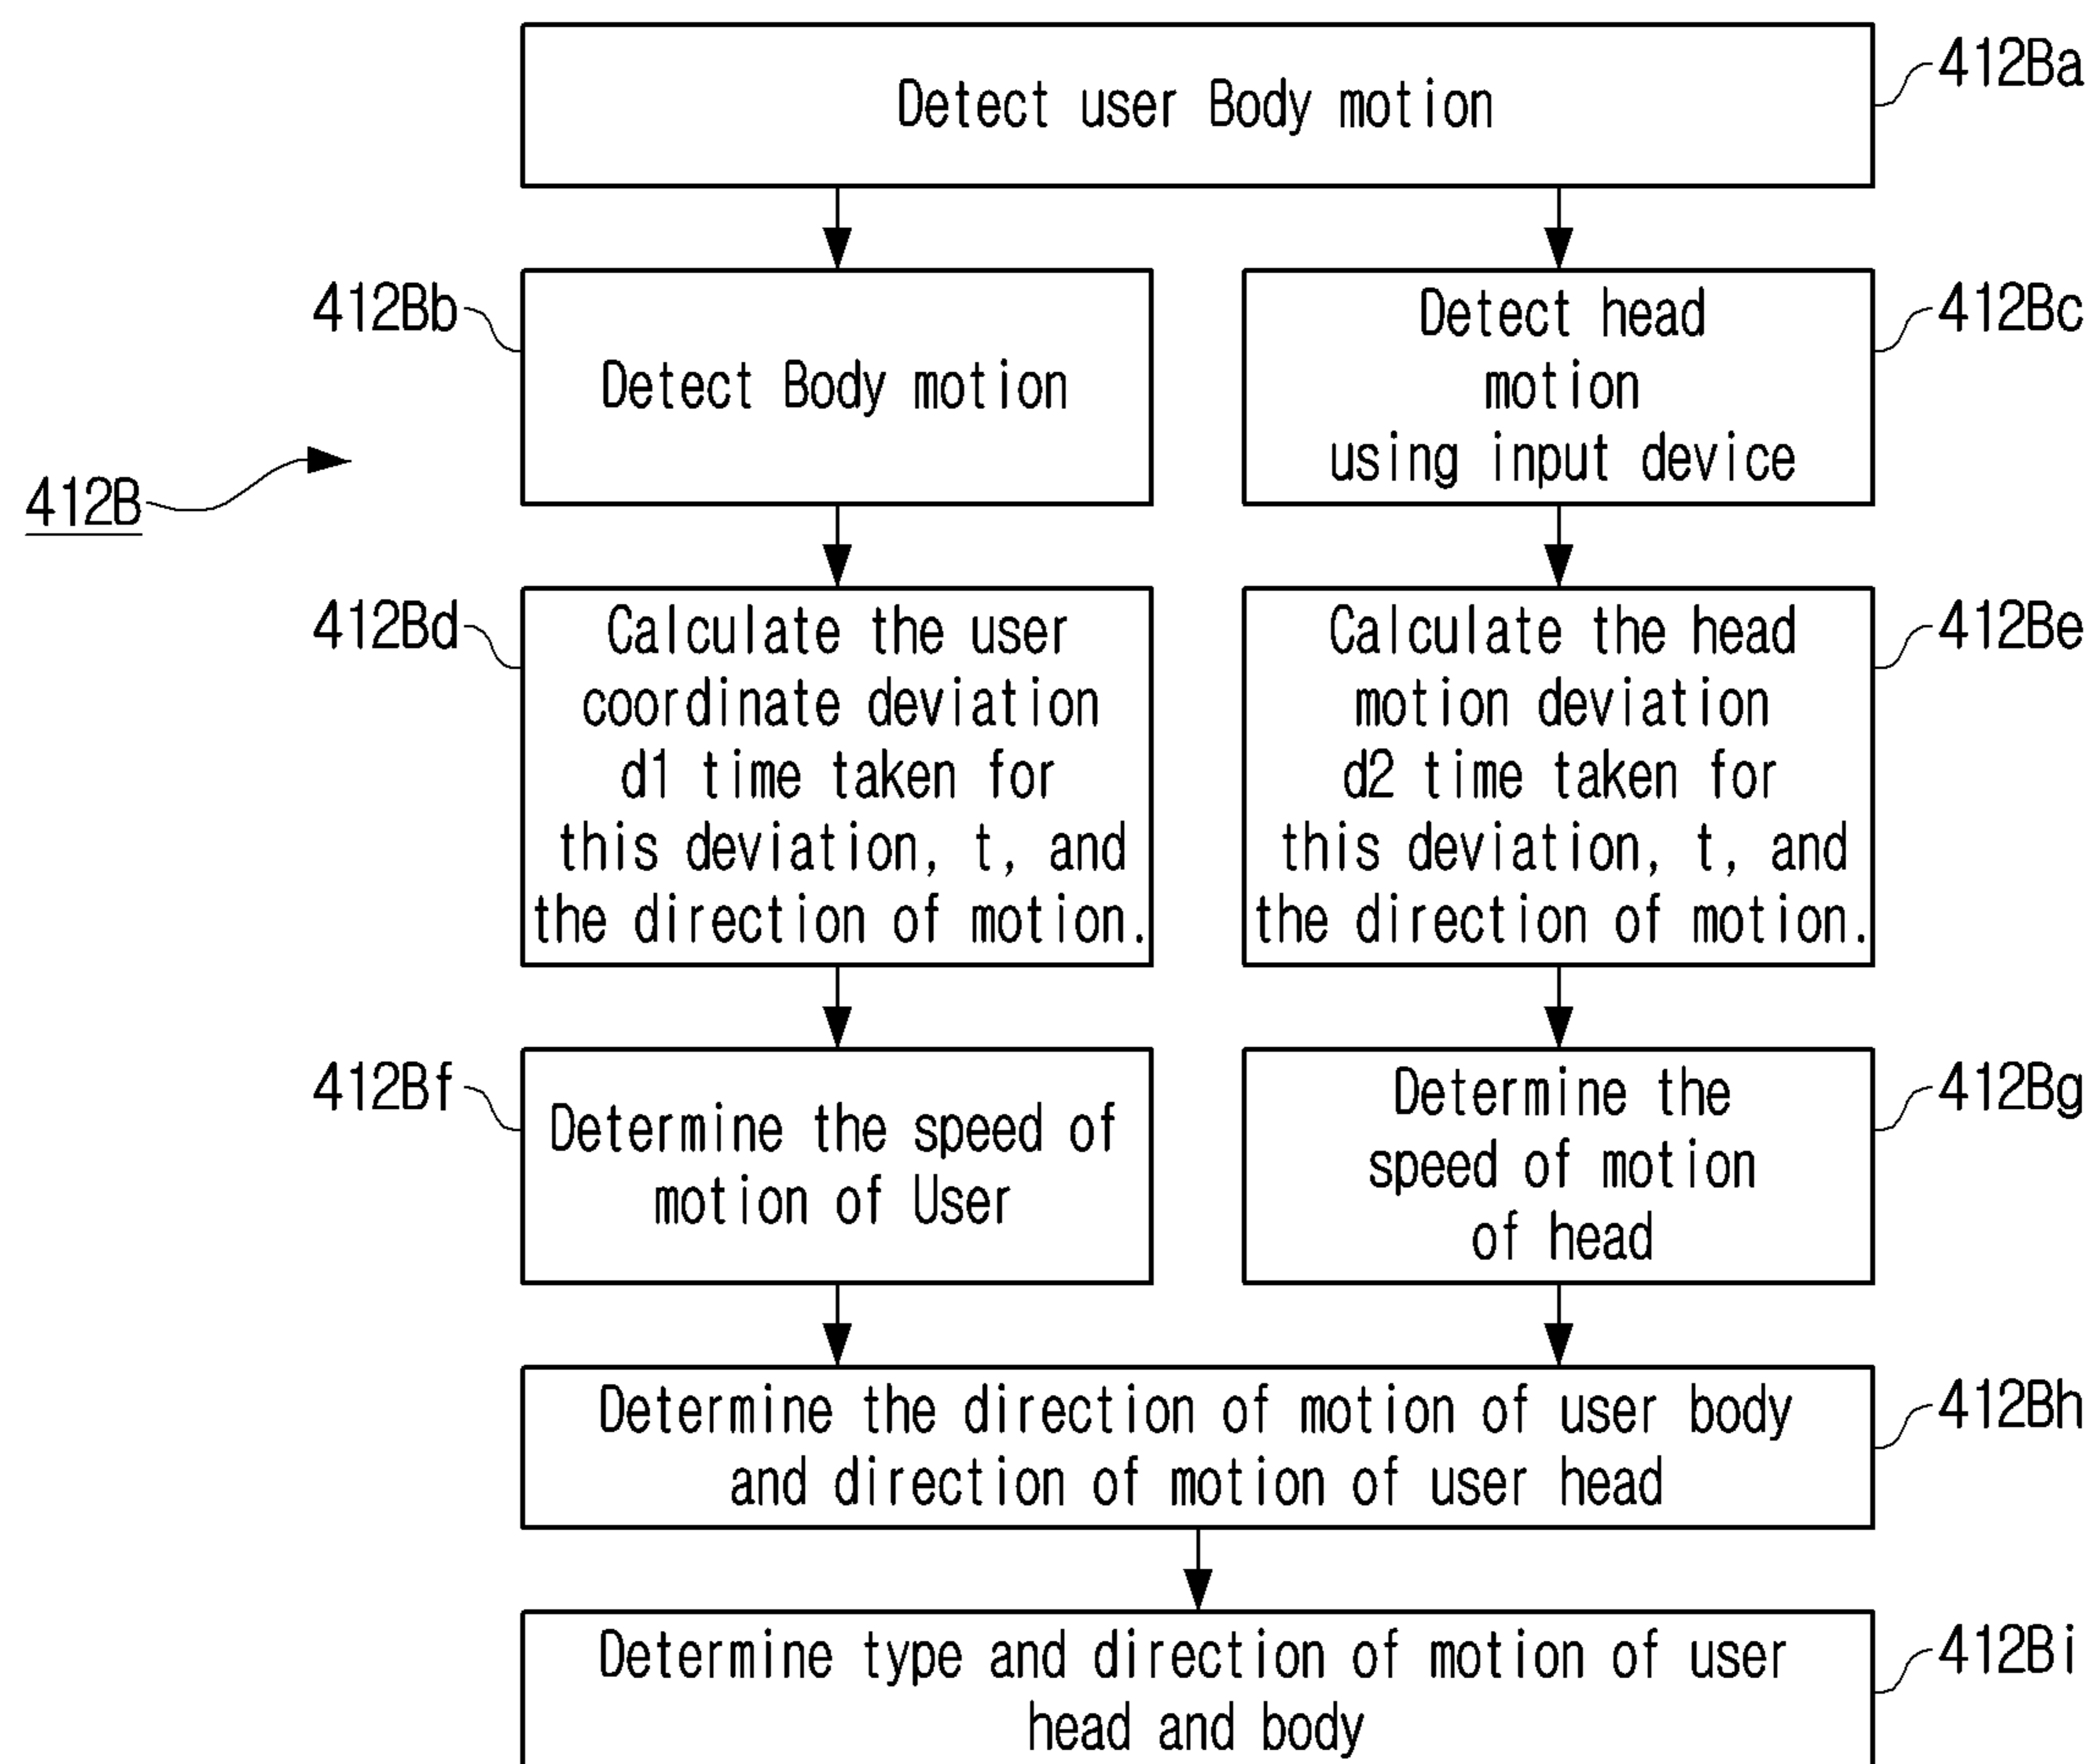 Detect user Body motion
412Ba
412Bb
Detect Body motion
Detect head
motion
using input device
412Bc
412B
412Bd
Calculate the user
coordinate deviation
d1 time taken for
this deviation, t, and
the direction of motion.
Calculate the head
motion deviation
d2 time taken for
this deviation, t, and
the direction of motion.
412Be
412Bf
Determine the speed of
motion of User
Determine the
speed of motion
of head
412Bg
Determine the direction of motion of user body
and direction of motion of user head
412Bh
Determine type and direction of motion of user
head and body
412Bi